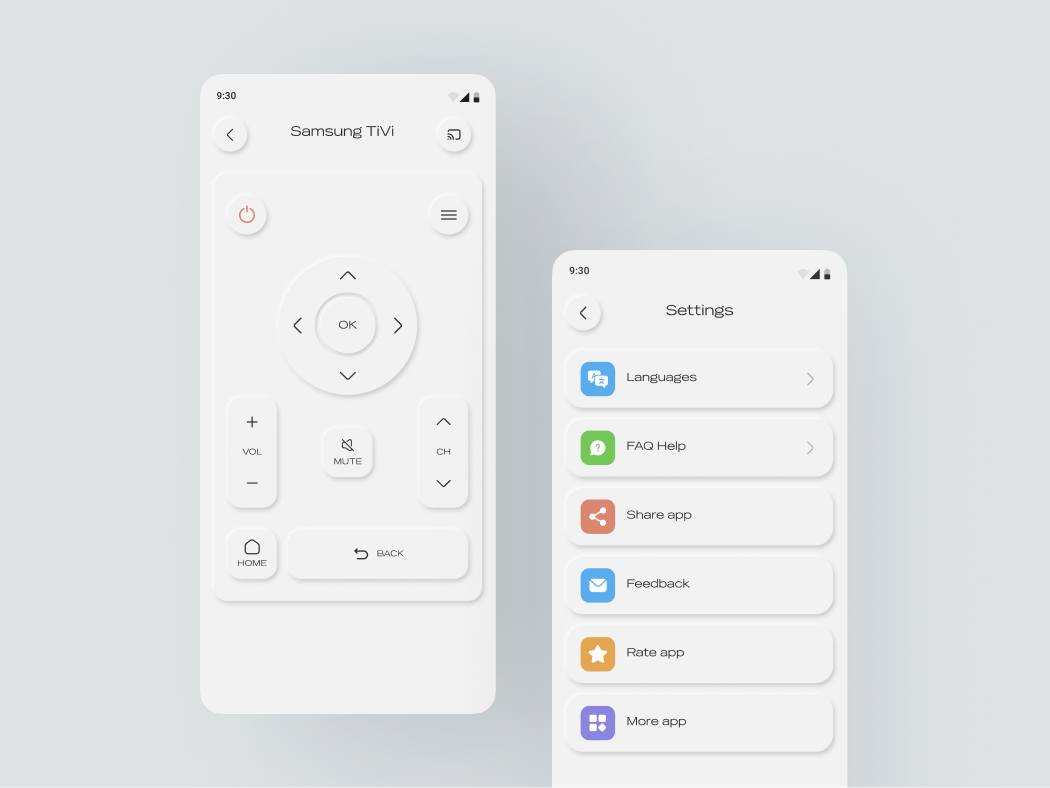 9:30
Samsung TiVi
OK
VOL
MUTE
CH
HOME
BACK
9:30
Settings
Languages
FAQ Help
Share app
Feedback
Rate app
More app